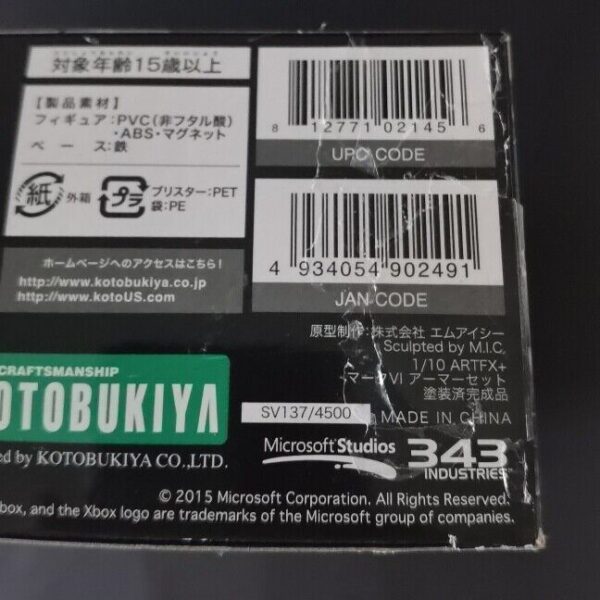 対象年齢15歳以上
【製品素材】
フィギュア:PVC(非フタル酸)
・ABS・マグネット
ベース:鉄
紙 外箱 プラ ブリスター:PET
袋:PE
ホームページへのアクセスはこちら!
http://www.kotobukiya.co.jp
http://www.kotoUS.com
8 12771 02145 6
UPC CODE
4 934054 902491
JAN CODE
原型制作:株式会社 エムアイシー
Sculpted by M.I.C.
1/10 ARTFX+
マークVI アーマーセット
塗装済完成品
CRAFTSMANSHIP
OTOBUKIYA
SV137/4500
MADE IN CHINA
ed by KOTOBUKIYA CO.,LTD.
Microsoft Studios
343
INDUSTRIES
© 2015 Microsoft Corporation. All Rights Reserved.
box, and the Xbox logo are trademarks of the Microsoft group of companies.